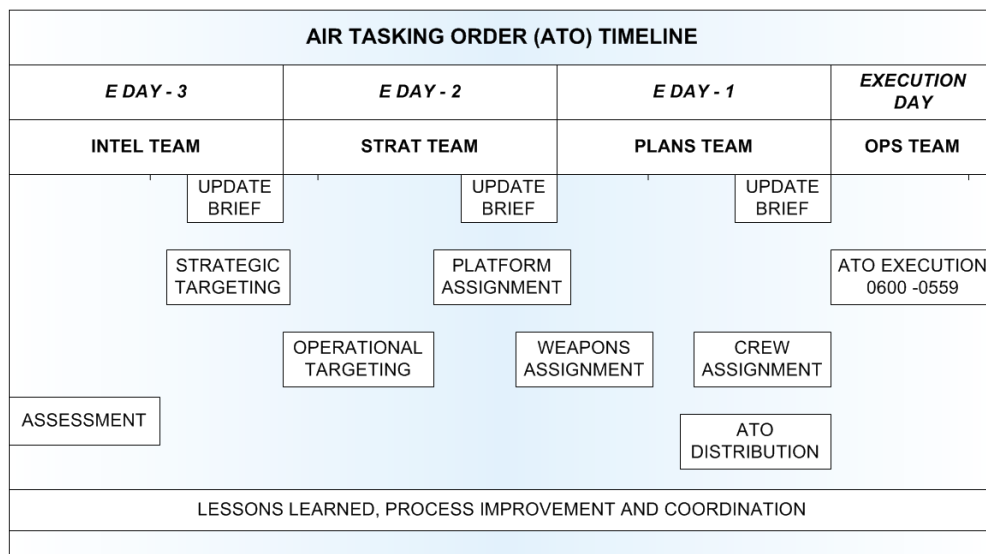 AIR TASKING ORDER (ATO) TIMELINE
E DAY - 3
E DAY - 2
E DAY - 1
EXECUTION
DAY
INTEL TEAM
STRAT TEAM
PLANS TEAM
OPS TEAM
UPDATE
BRIEF
UPDATE
BRIEF
UPDATE
BRIEF
STRATEGIC
TARGETING
PLATFORM
ASSIGNMENT
ATO EXECUTION
0600 -0559
OPERATIONAL
TARGETING
WEAPONS
ASSIGNMENT
CREW
ASSIGNMENT
ASSESSMENT
ATO
DISTRIBUTION
LESSONS LEARNED, PROCESS IMPROVEMENT AND COORDINATION